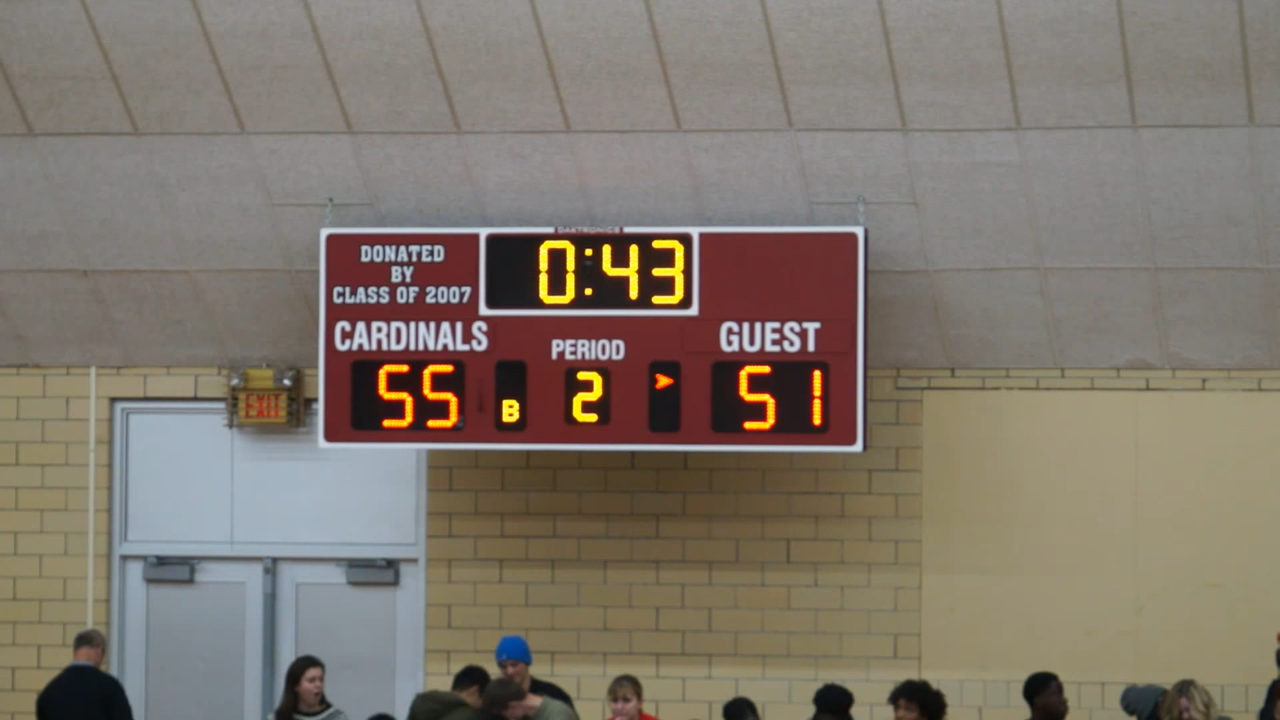 DONATED
BY
CLASS OF 2007
0:43
CARDINALS
PERIOD
GUEST
55
B
2
>
51
EXIT